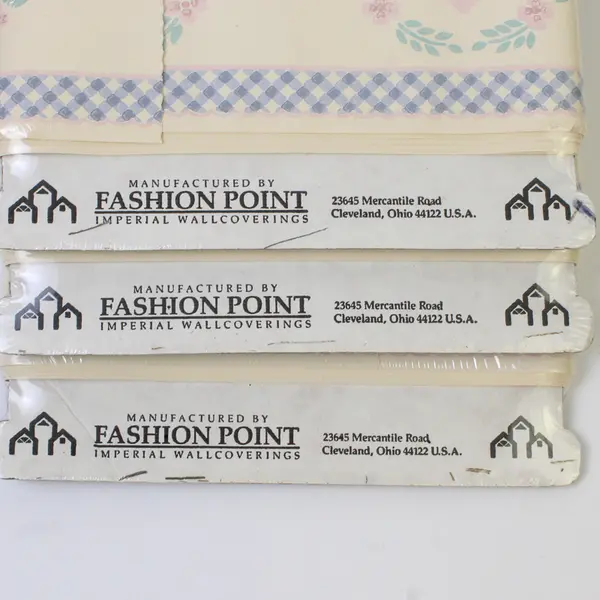 MANUFACTURED BY
FASHION POINT
IMPERIAL WALLCOVERINGS
23645 Mercantile Road
Cleveland, Ohio 44122 U.S.A.
MANUFACTURED BY
FASHION POINT
IMPERIAL WALLCOVERINGS
23645 Mercantile Road
Cleveland, Ohio 44122 U.S.A.
MANUFACTURED BY
FASHION POINT
IMPERIAL WALLCOVERINGS
23645 Mercantile Road
Cleveland, Ohio 44122 U.S.A.